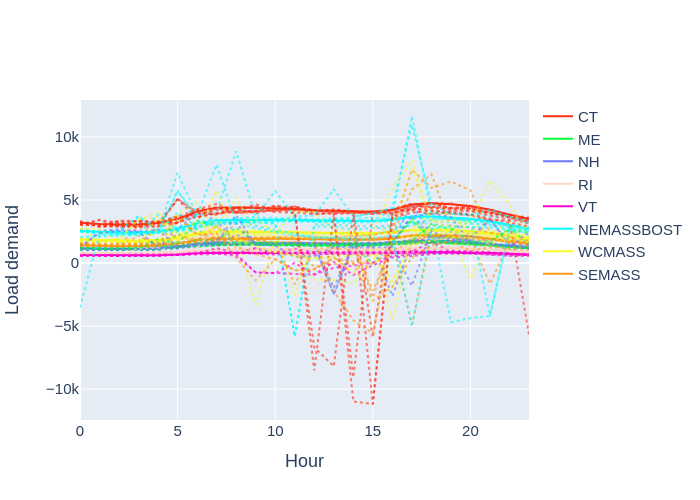 10k
5k
0
−5k
−10k
Load demand
0
5
10
15
20
Hour
CT
ME
NH
RI
VT
NEMASSBOST
WCMASS
SEMASS